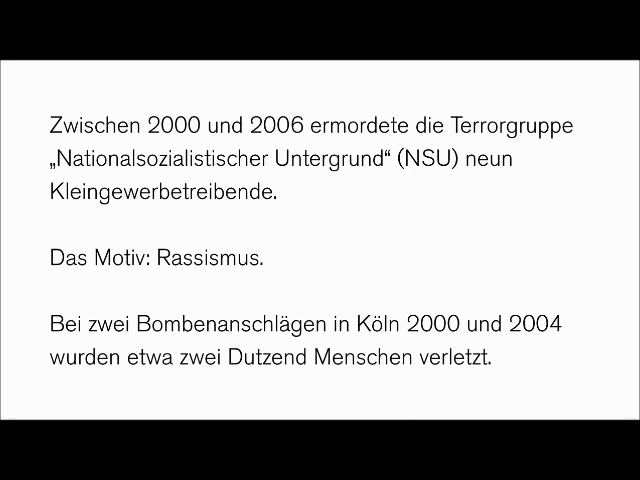 Zwischen 2000 und 2006 ermordete die Terrorgruppe
„Nationalsozialistischer Untergrund“ (NSU) neun
Kleingewerbetreibende.
Das Motiv: Rassismus.
Bei zwei Bombenanschlägen in Köln 2000 und 2004
wurden etwa zwei Dutzend Menschen verletzt.